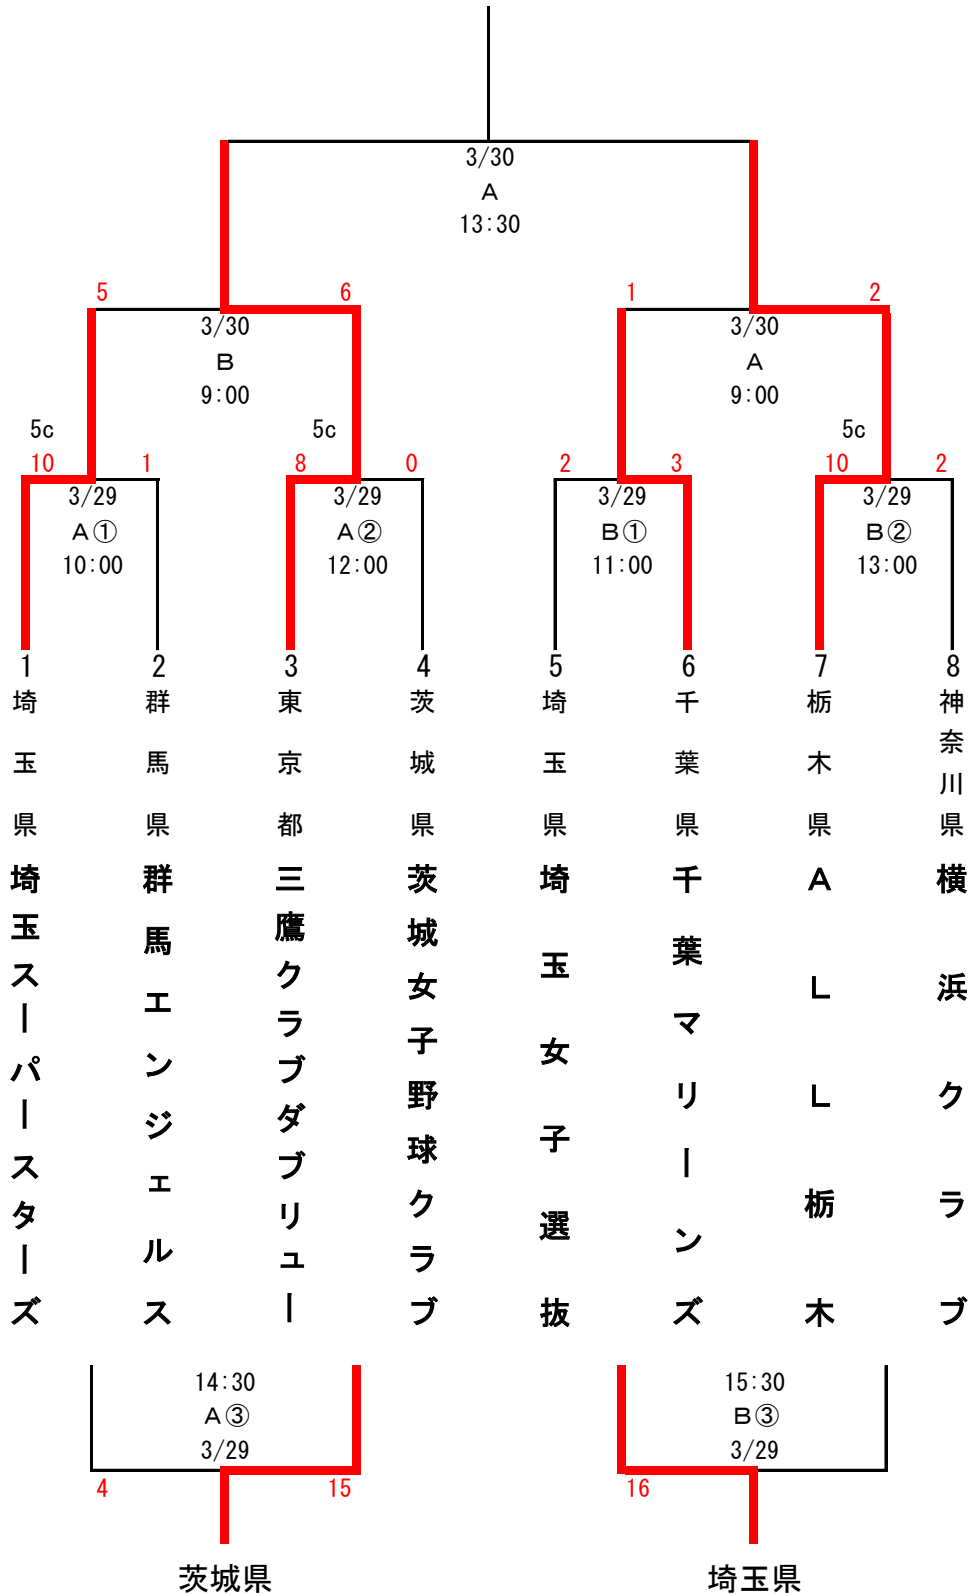 3/30
A
13:30
5
6
1
2
3/30
B
9:00
3/30
A
9:00
5c
5c
5c
10
1
8
0
2
3
10
2
3/29
A①
10:00
3/29
A②
12:00
3/29
B①
11:00
3/29
B②
13:00
1
2
3
4
5
6
7
8
埼玉県
群馬県
東京都
茨城県
埼玉県
千葉県
栃木県
神奈川県
埼玉スーパースターズ
群馬エンジェルス
三鷹クラブダブリュー
茨城女子野球クラブ
埼玉女子選抜
千葉マリーンズ
ALL栃木
横浜クラブ
14:30
A③
3/29
15:30
B③
3/29
4
15
16
茨城県
埼玉県